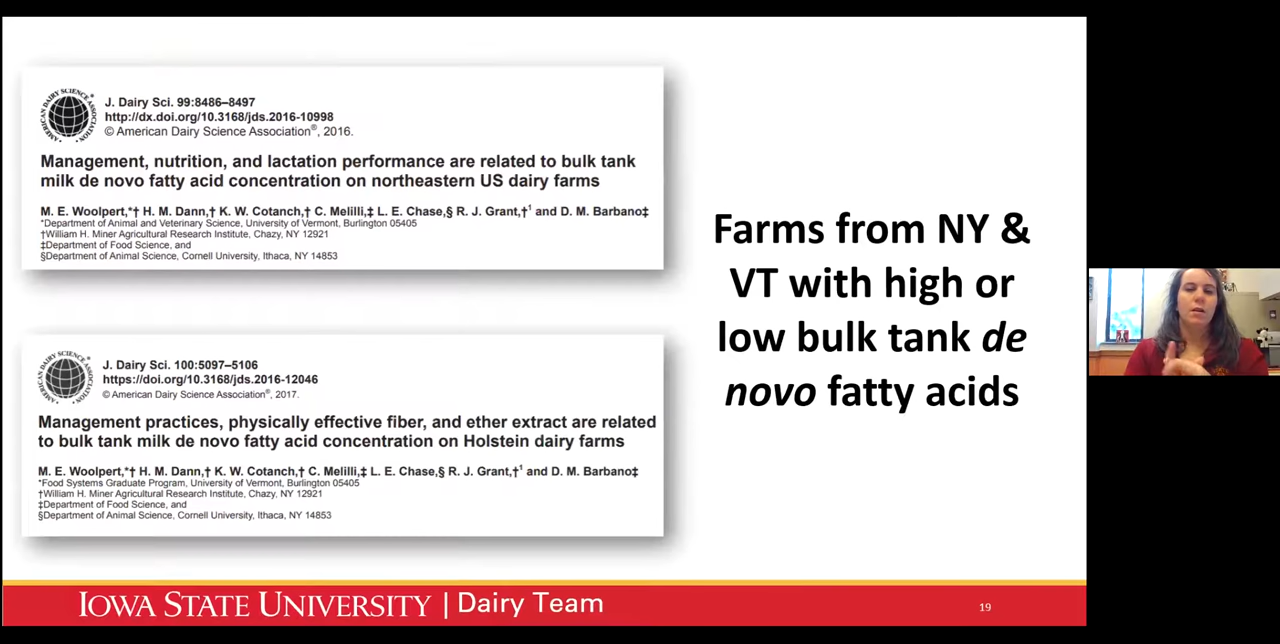 J. Dairy Sci. 99:8486–8497
http://dx.doi.org/10.3168/jds.2016-10998
© American Dairy Science Association®, 2016.
Management, nutrition, and lactation performance are related to bulk tank
milk de novo fatty acid concentration on northeastern US dairy farms
M. E. Woolpert,*† H. M. Dann,† K. W. Cotanch,† C. Melilli,‡ L. E. Chase,§ R. J. Grant,†¹ and D. M. Barbano‡
*Department of Animal and Veterinary Science, University of Vermont, Burlington 05405
†William H. Miner Agricultural Research Institute, Chazy, NY 12921
‡Department of Food Science, and
§Department of Animal Science, Cornell University, Ithaca, NY 14853
J. Dairy Sci. 100:5097–5106
https://doi.org/10.3168/jds.2016-12046
© American Dairy Science Association®, 2017.
Management practices, physically effective fiber, and ether extract are related
to bulk tank milk de novo fatty acid concentration on Holstein dairy farms
M. E. Woolpert,*† H. M. Dann,† K. W. Cotanch,† C. Melilli,‡ L. E. Chase,§ R. J. Grant,†¹ and D. M. Barbano‡
*Food Systems Graduate Program, University of Vermont, Burlington 05405
†William H. Miner Agricultural Research Institute, Chazy, NY 12921
‡Department of Food Science, and
§Department of Animal Science, Cornell University, Ithaca, NY 14853
Farms from NY &
VT with high or
low bulk tank de
novo fatty acids
IOWA STATE UNIVERSITY | Dairy Team
19